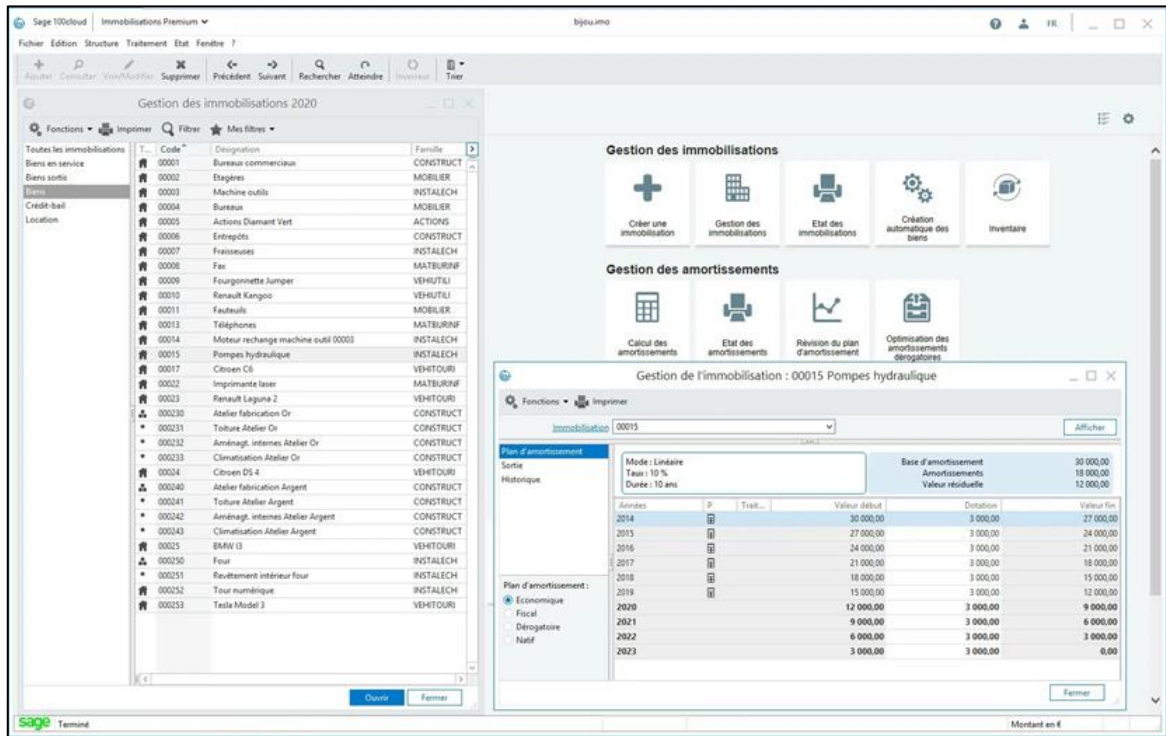 Sage 100cloud Immobilisations Premium bijou.imo FR
Fichier Edition Structure Traitement Etat Fenêtre ?
Ajouter Consulter Voir/Modifier Supprimer Précédent Suivant Rechercher Atteindre Inverseur Trier
Gestion des immobilisations 2020
Fonctions Imprimer Filtrer Mes filtres
Toutes les immobilisations
Biens en service
Biens sortis
Biens
Crédit-bail
Location
T... Code Désignation Famille
00001 Bureaux commerciaux CONSTRUCT
00002 Etagères MOBILIER
00003 Machine outils INSTALECH
00004 Bureaux MOBILIER
00005 Actions Diamant Vert ACTIONS
00006 Entrepôts CONSTRUCT
00007 Fraiseuses INSTALECH
00008 Fax MATBURINF
00009 Fourgonnette Jumper VEHIUTILI
00010 Renault Kangoo VEHIUTILI
00011 Fauteuils MOBILIER
00013 Téléphones MATBURINF
00014 Moteur rechange machine outil 00003 INSTALECH
00015 Pompes hydraulique INSTALECH
00017 Citroen C6 VEHITOURI
00022 Imprimante laser MATBURINF
00023 Renault Laguna 2 VEHITOURI
000230 Atelier fabrication Or CONSTRUCT
000231 Toiture Atelier Or CONSTRUCT
000232 Aménagt. internes Atelier Or CONSTRUCT
000233 Climatisation Atelier Or CONSTRUCT
00024 Citroen DS 4 VEHITOURI
000240 Atelier fabrication Argent CONSTRUCT
000241 Toiture Atelier Argent CONSTRUCT
000242 Aménagt. internes Atelier Argent CONSTRUCT
000243 Climatisation Atelier Argent CONSTRUCT
00025 BMW I3 VEHITOURI
000250 Four INSTALECH
000251 Revêtement intérieur four INSTALECH
000252 Tour numérique INSTALECH
000253 Tesla Model 3 VEHITOURI
Ouvrir Fermer
Gestion des immobilisations
Créer une immobilisation
Gestion des immobilisations
Etat des immobilisations
Création automatique des biens
Inventaire
Gestion des amortissements
Calcul des amortissements
Etat des amortissements
Révision du plan d'amortissement
Optimisation des amortissements dérogatoires
Gestion de l'immobilisation : 00015 Pompes hydraulique
Fonctions Imprimer
Immobilisation 00015 Afficher
Plan d'amortissement
Sortie
Historique
Mode : Linéaire
Taux : 10 %
Durée : 10 ans
Base d'amortissement 30 000,00
Amortissements 18 000,00
Valeur résiduelle 12 000,00
Années P Trait... Valeur début Dotation Valeur fin
2014 30 000,00 3 000,00 27 000,00
2015 27 000,00 3 000,00 24 000,00
2016 24 000,00 3 000,00 21 000,00
2017 21 000,00 3 000,00 18 000,00
2018 18 000,00 3 000,00 15 000,00
2019 15 000,00 3 000,00 12 000,00
2020 12 000,00 3 000,00 9 000,00
2021 9 000,00 3 000,00 6 000,00
2022 6 000,00 3 000,00 3 000,00
2023 3 000,00 3 000,00 0,00
Plan d'amortissement :
Economique
Fiscal
Dérogatoire
Natif
Fermer
sage Terminé Montant en €